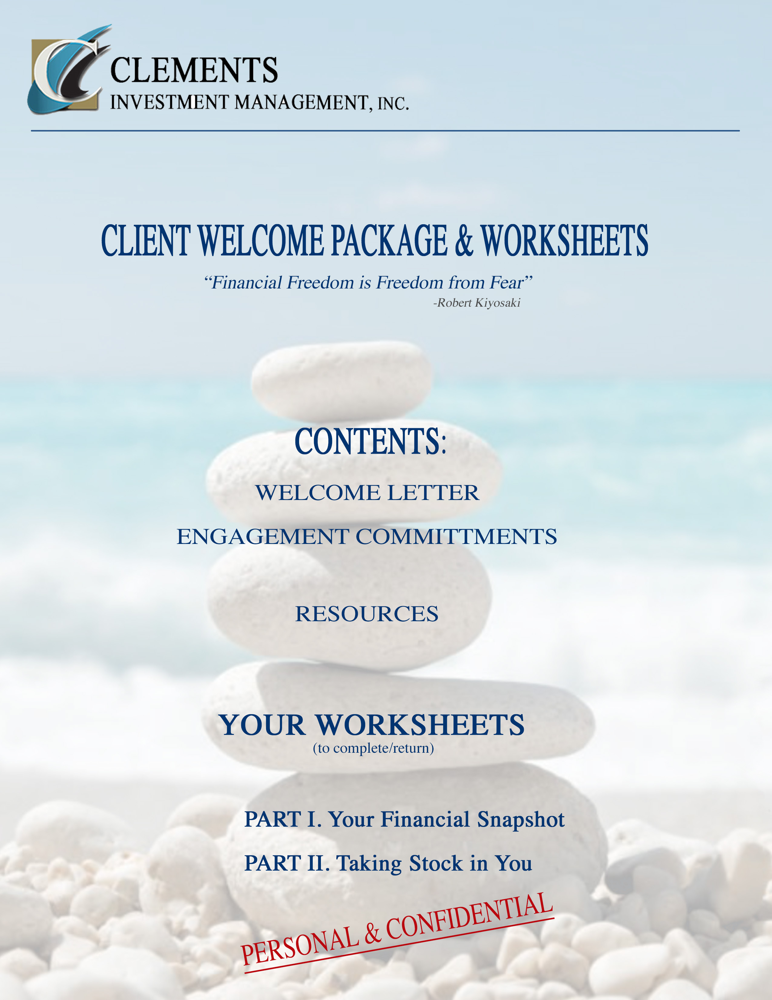 CLEMENTS
INVESTMENT MANAGEMENT, INC.
CLIENT WELCOME PACKAGE & WORKSHEETS
“Financial Freedom is Freedom from Fear”
-Robert Kiyosaki
CONTENTS:
WELCOME LETTER
ENGAGEMENT COMMITTMENTS
RESOURCES
YOUR WORKSHEETS
(to complete/return)
PART I. Your Financial Snapshot
PART II. Taking Stock in You
PERSONAL & CONFIDENTIAL